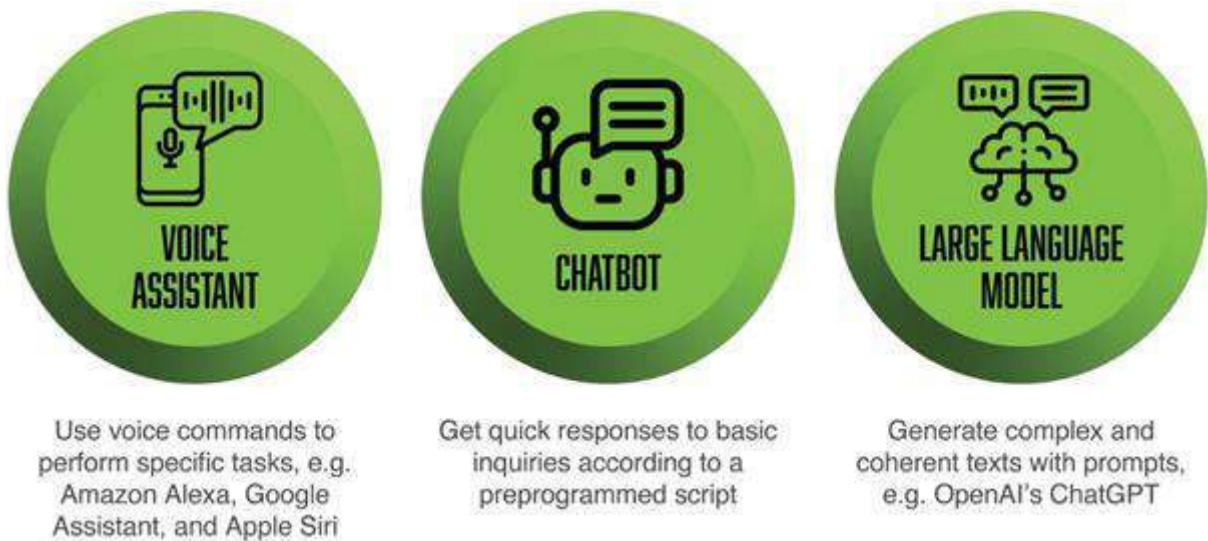 VOICE
ASSISTANT
Use voice commands to
perform specific tasks, e.g.
Amazon Alexa, Google
Assistant, and Apple Siri
CHATBOT
Get quick responses to basic
inquiries according to a
preprogrammed script
LARGE LANGUAGE
MODEL
Generate complex and
coherent texts with prompts,
e.g. OpenAI's ChatGPT